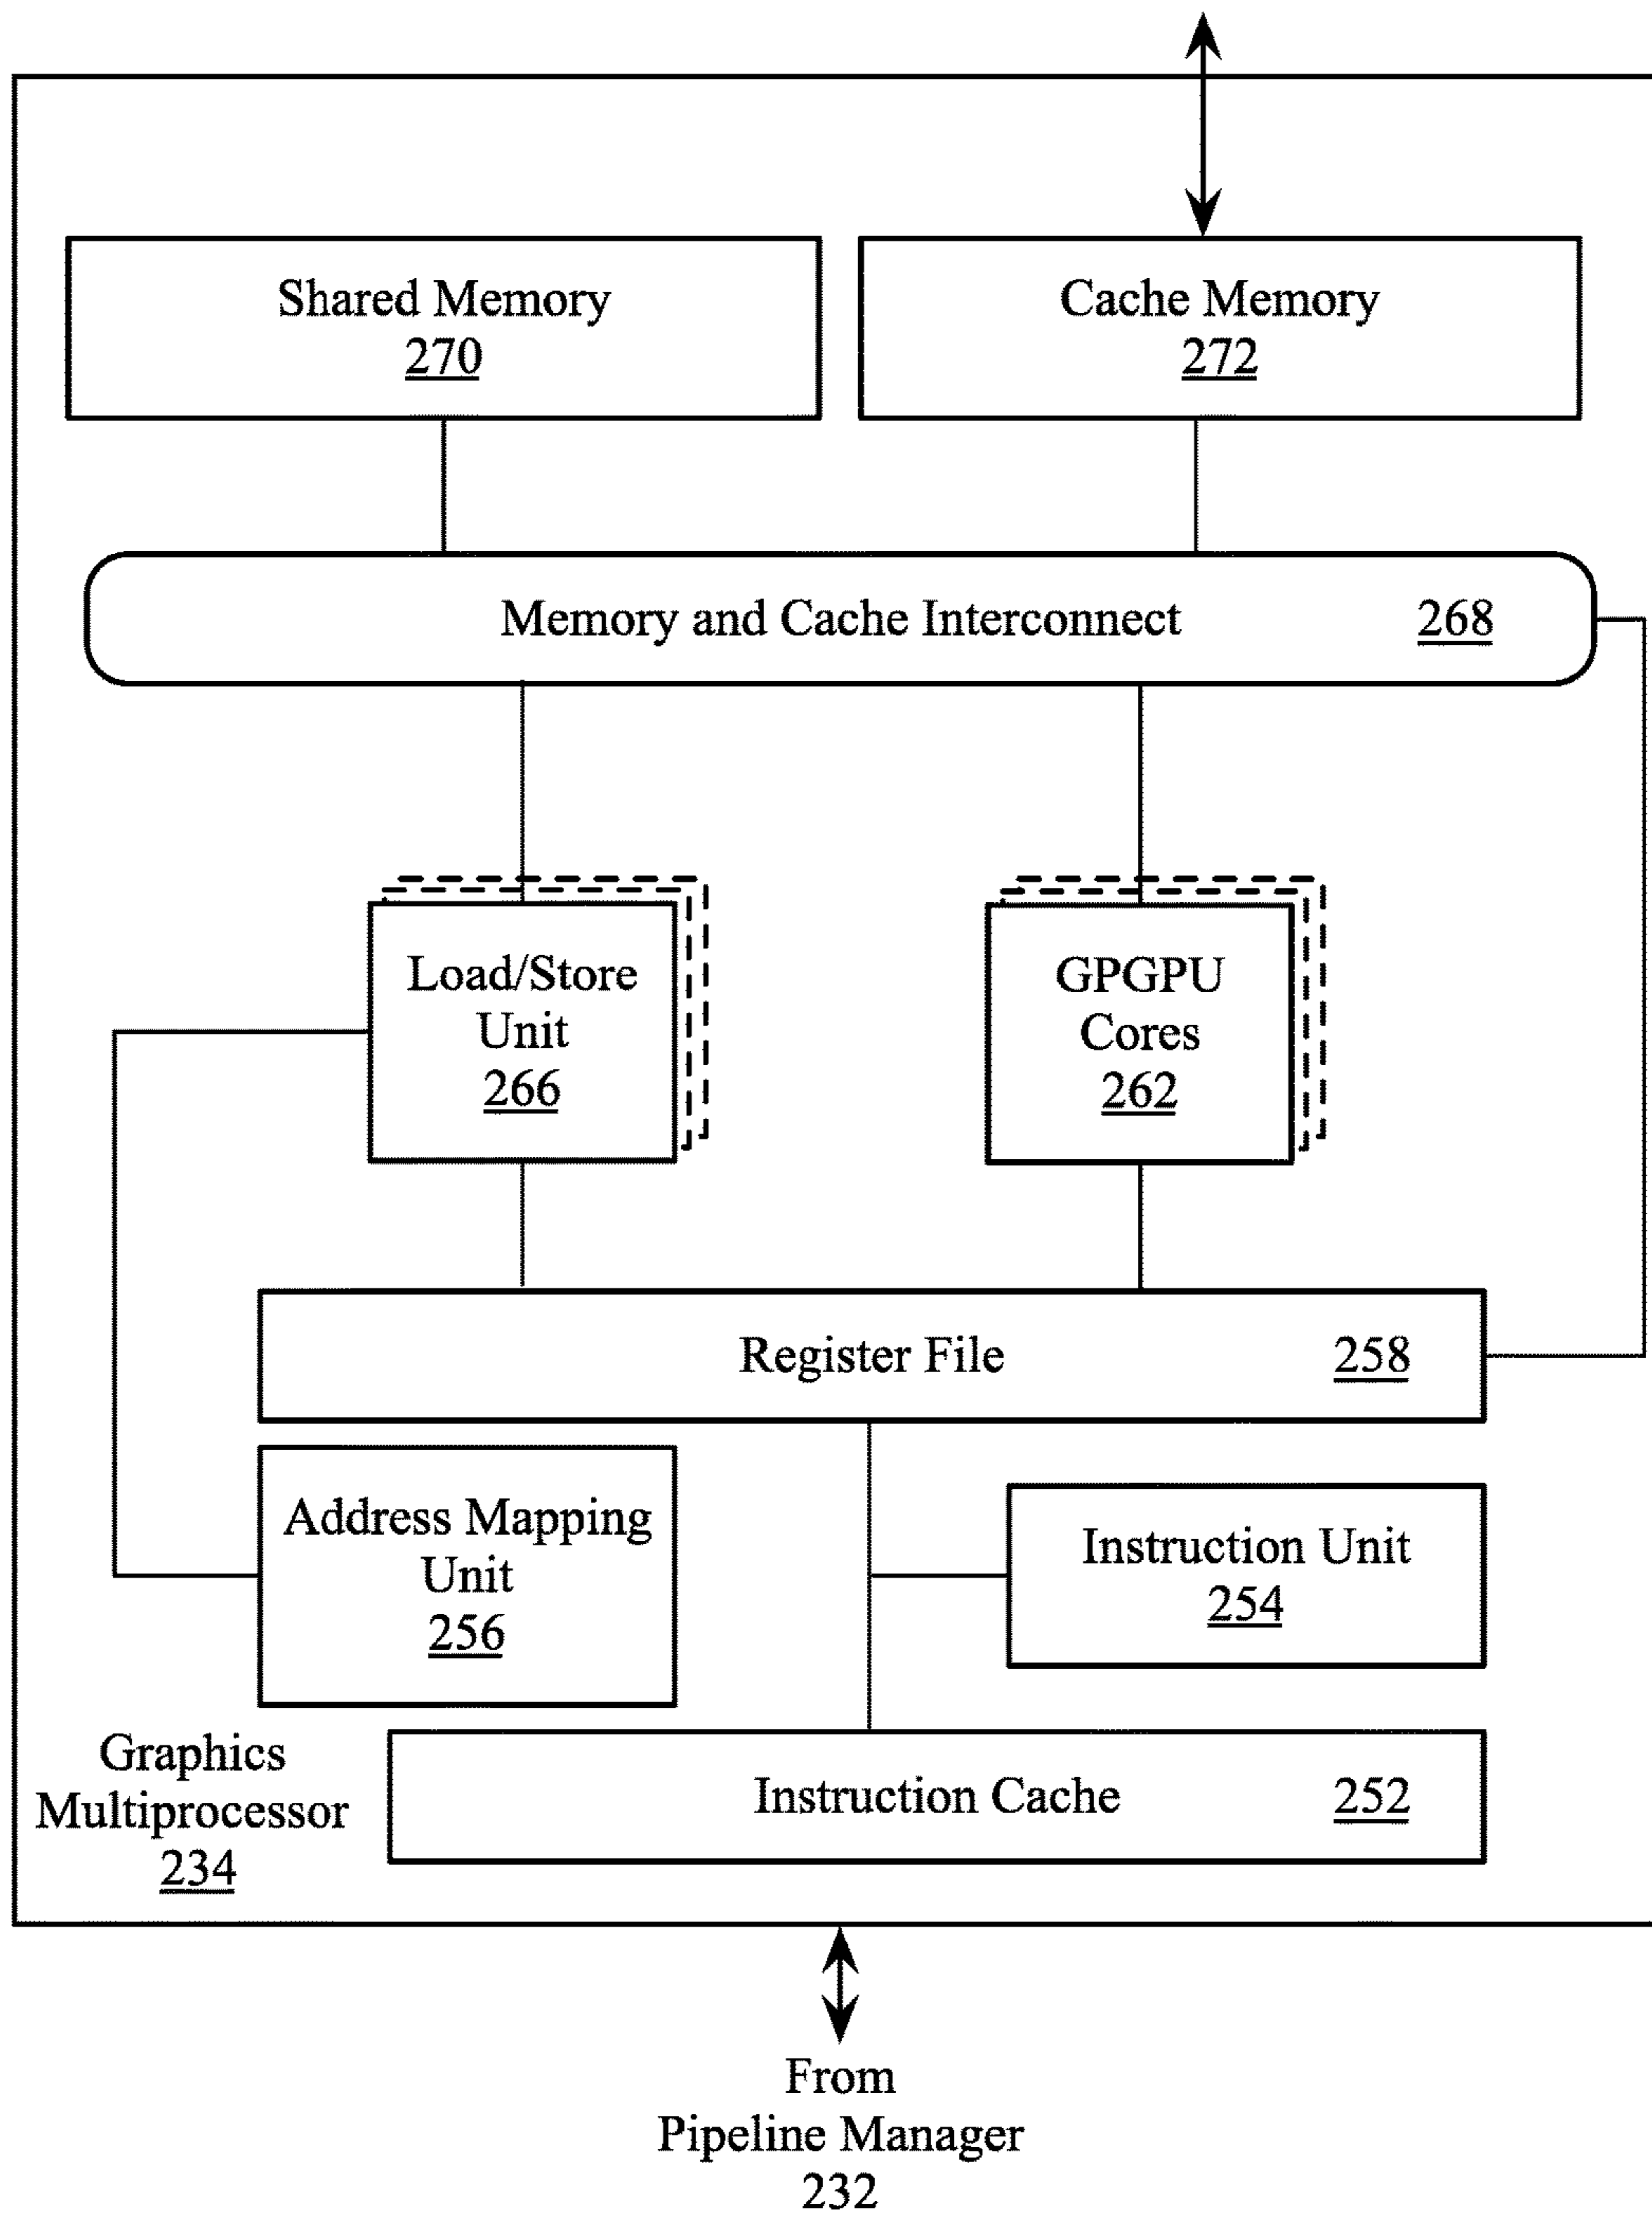 Shared Memory
270
Cache Memory
272
Memory and Cache Interconnect 268
Load/Store
Unit
266
GPGPU
Cores
262
Register File 258
Address Mapping
Unit
256
Instruction Unit
254
Graphics
Multiprocessor
234
Instruction Cache 252
From
Pipeline Manager
232